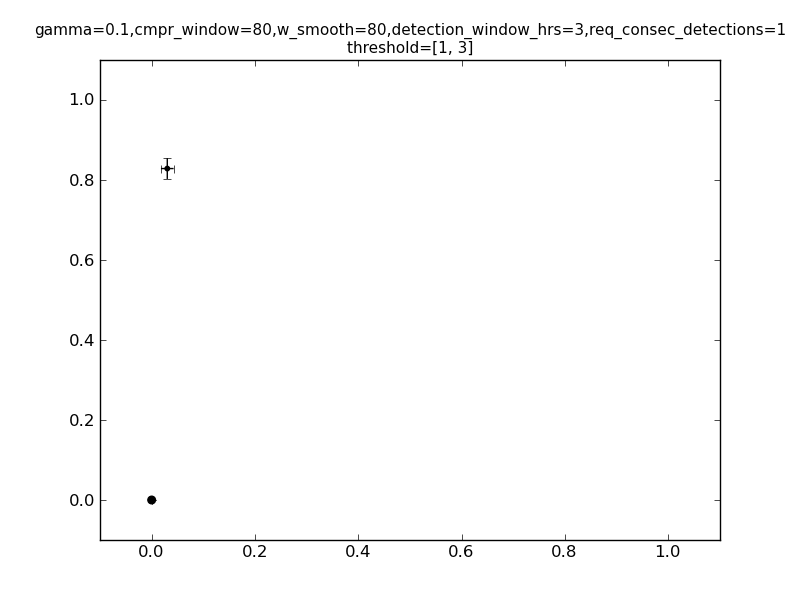 gamma=0.1,cmpr_window=80,w_smooth=80,detection_window_hrs=3,req_consec_detections=1
threshold=[1, 3]
1.0
0.8
0.6
0.4
0.2
0.0
0.0 0.2 0.4 0.6 0.8 1.0